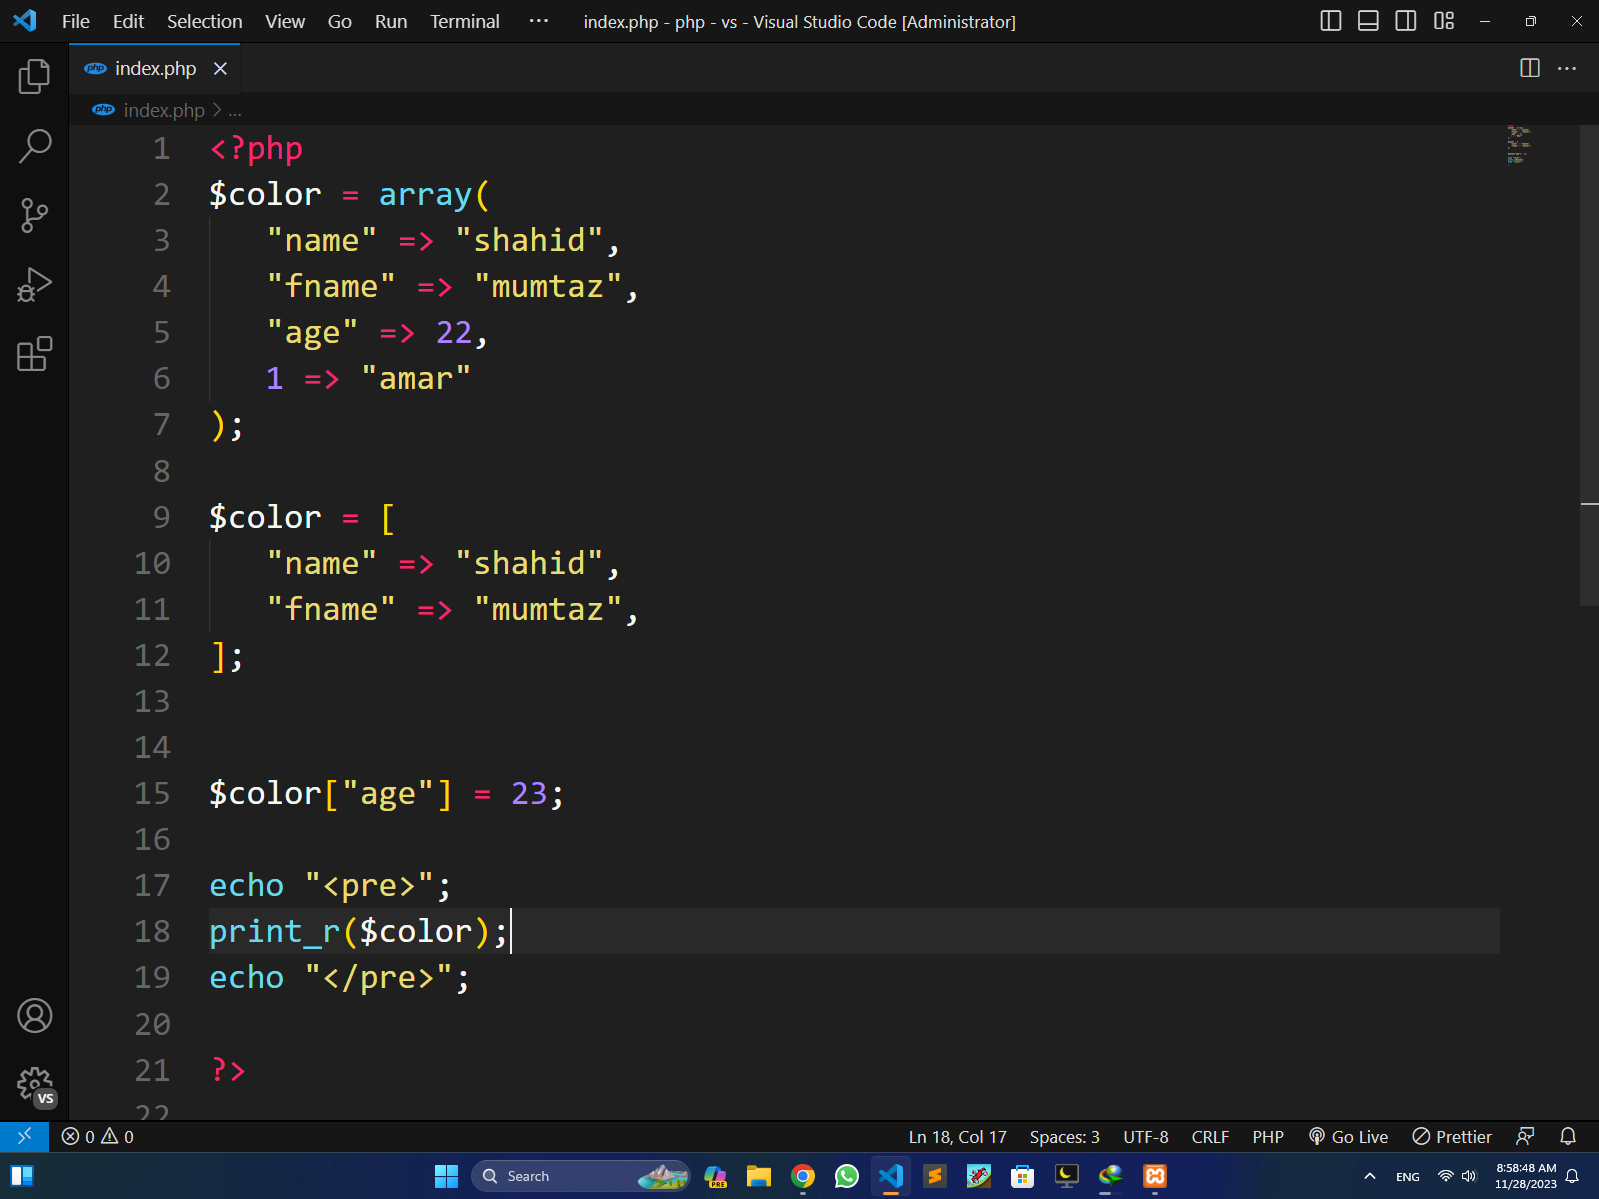 File Edit Selection View Go Run Terminal ··· index.php - php - vs - Visual Studio Code [Administrator]
php index.php
php index.php > ...
1 <?php
2 $color = array(
3 "name" => "shahid",
4 "fname" => "mumtaz",
5 "age" => 22,
6 1 => "amar"
7 );
8
9 $color = [
10 "name" => "shahid",
11 "fname" => "mumtaz",
12 ];
13
14
15 $color["age"] = 23;
16
17 echo "<pre>";
18 print_r($color);
19 echo "</pre>";
20
21 ?>
22
VS
0 0 Ln 18, Col 17 Spaces: 3 UTF-8 CRLF PHP Go Live Prettier
Search PRE ENG 8:58:48 AM
11/28/2023